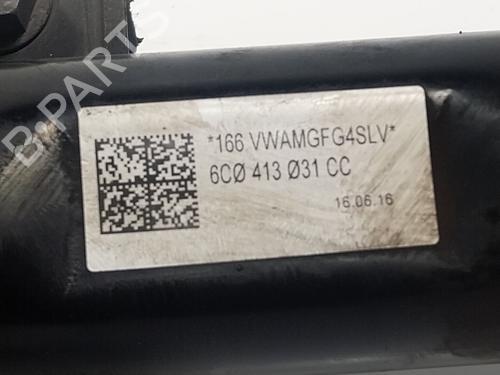 *166 VWAMGFG4SLV*
6CØ 413 Ø31 CC
16.06.16
B-PARTS